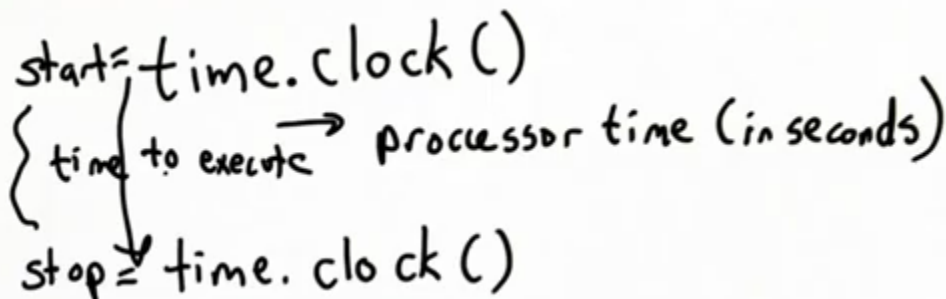 start= time.clock()
{ time to execute → processor time (in seconds)
stop= time. clock()